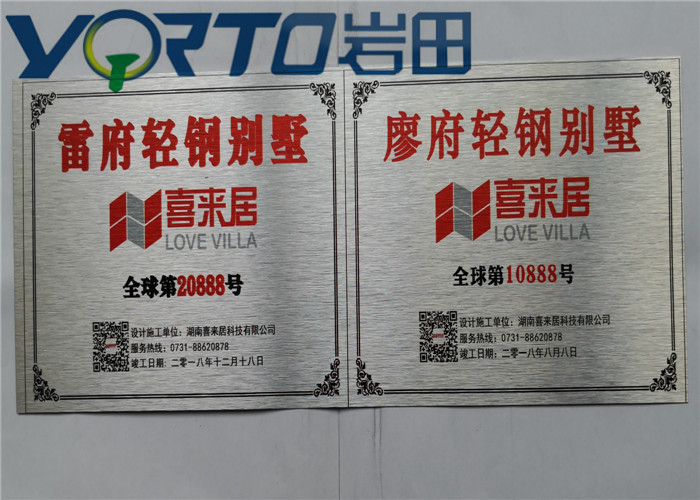 YORTO岩田
雷府轻钢别墅
喜来居
LOVE VILLA
全球第20888号
设计施工单位：湖南喜来居科技有限公司
服务热线：0731-88620878
竣工日期：二零一八年十二月十八日
廖府轻钢别墅
喜来居
LOVE VILLA
全球第10888号
设计施工单位：湖南喜来居科技有限公司
服务热线：0731-88620878
竣工日期：二零一八年八月八日